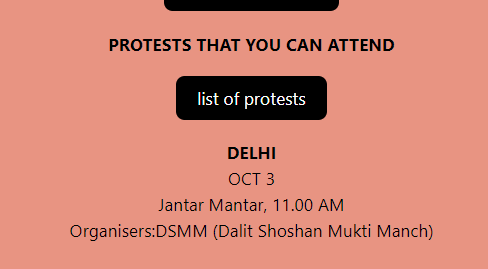 PROTESTS THAT YOU CAN ATTEND
list of protests
DELHI
OCT 3
Jantar Mantar, 11.00 AM
Organisers:DSMM (Dalit Shoshan Mukti Manch)